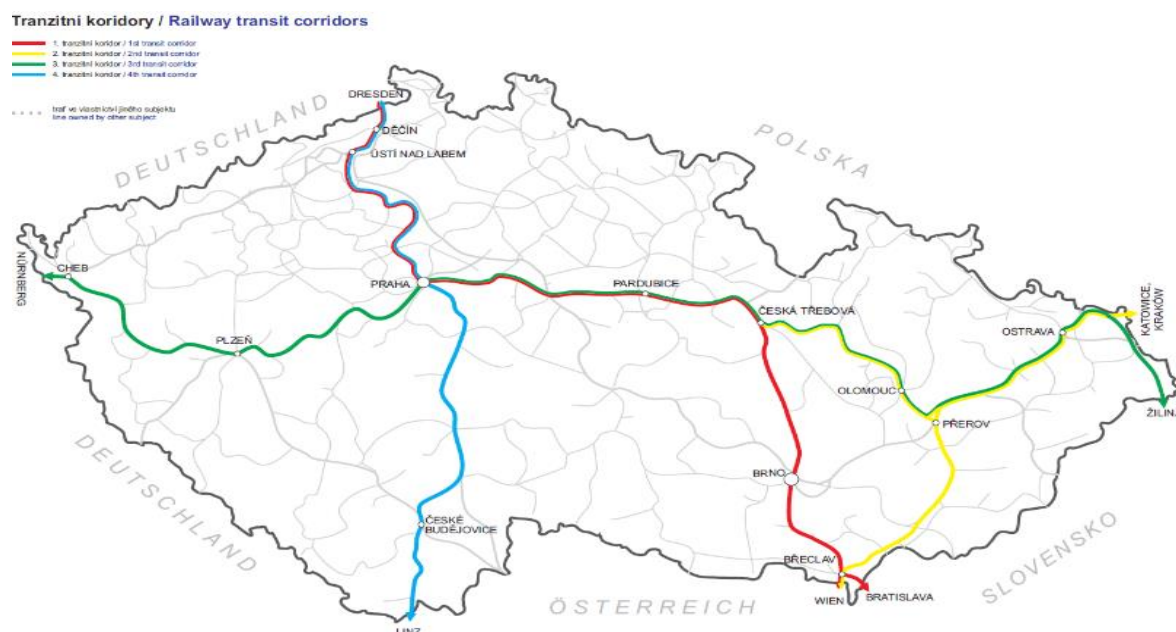 Tranzitní koridory / Railway transit corridors
1. tranzitní koridor / 1st transit corridor
2. tranzitní koridor / 2nd transit corridor
3. tranzitní koridor / 3rd transit corridor
4. tranzitní koridor / 4th transit corridor
trať ve vlastnictví jiného subjektu
line owned by other subject
DRESDEN
DĚČÍN
ÚSTÍ NAD LABEM
DEUTSCHLAND
POLSKA
NÜRNBERG
CHEB
PRAHA
PARDUBICE
ČESKÁ TŘEBOVÁ
KATOWICE,
KRAKÓW
OSTRAVA
PLZEŇ
OLOMOUC
PŘEROV
ŽILINA
BRNO
DEUTSCHLAND
ČESKÉ
BUDĚJOVICE
BŘECLAV
SLOVENSKO
WIEN
BRATISLAVA
ÖSTERREICH
LINZ